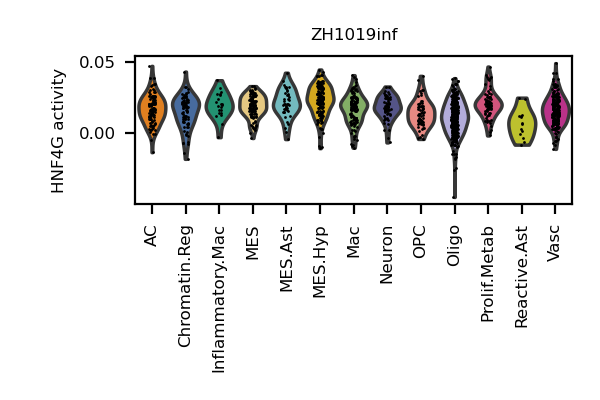 ZH1019inf
HNF4G activity
0.05
0.00
AC
Chromatin.Reg
Inflammatory.Mac
MES
MES.Ast
MES.Hyp
Mac
Neuron
OPC
Oligo
Prolif.Metab
Reactive.Ast
Vasc